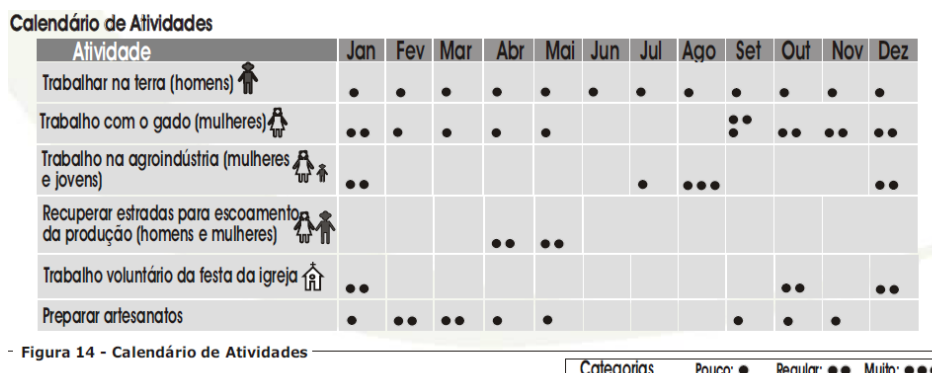 Calendário de Atividades
Atividade Jan Fev Mar Abr Mai Jun Jul Ago Set Out Nov Dez
Trabalhar na terra (homens)
Trabalho com o gado (mulheres)
Trabalho na agroindústria (mulheres
e jovens)
Recuperar estradas para escoamento
da produção (homens e mulheres)
Trabalho voluntário da festa da igreja
Preparar artesanatos
Figura 14 - Calendário de Atividades
Categorias Pouco: ● Regular: ●● Muito: ●●●